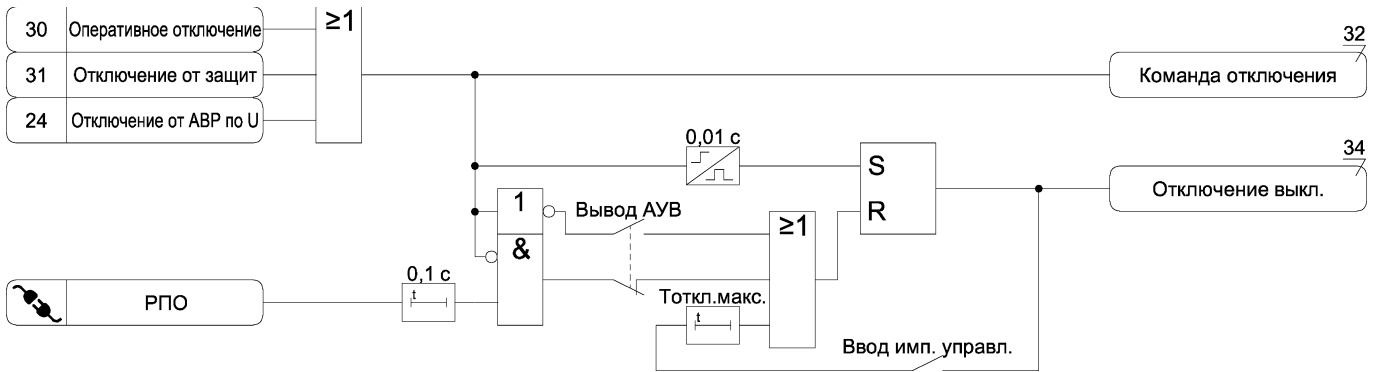 30 Оперативное отключение
≥1
32
31 Отключение от защит
Команда отключения
24 Отключение от АВР по U
0,01 с
34
S
Отключение выкл.
1
Вывод АУВ
R
≥1
&
0,1 с
РПО
t
Тоткл.макс.
t
Ввод имп. управл.